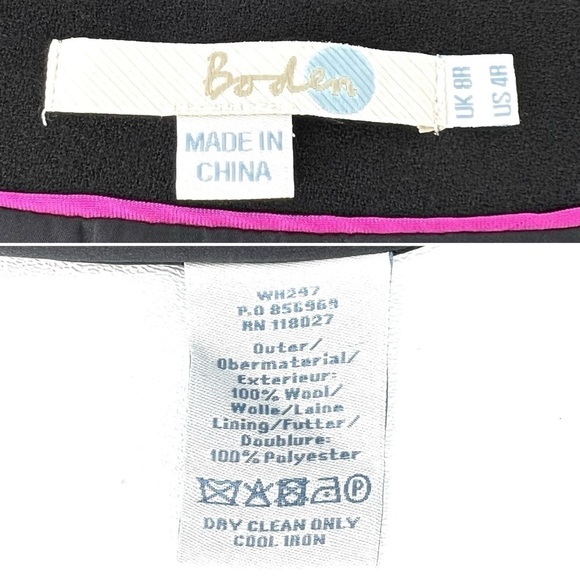 Boden
UK 8R
US 4R
MADE IN
CHINA
WH247
P.O 856969
RN 118027
Outer/
Obermaterial/
Exterieur:
100% Wool/
Wolle/Laine
Lining/Futter/
Doublure:
100% Polyester
P
DRY CLEAN ONLY
COOL IRON